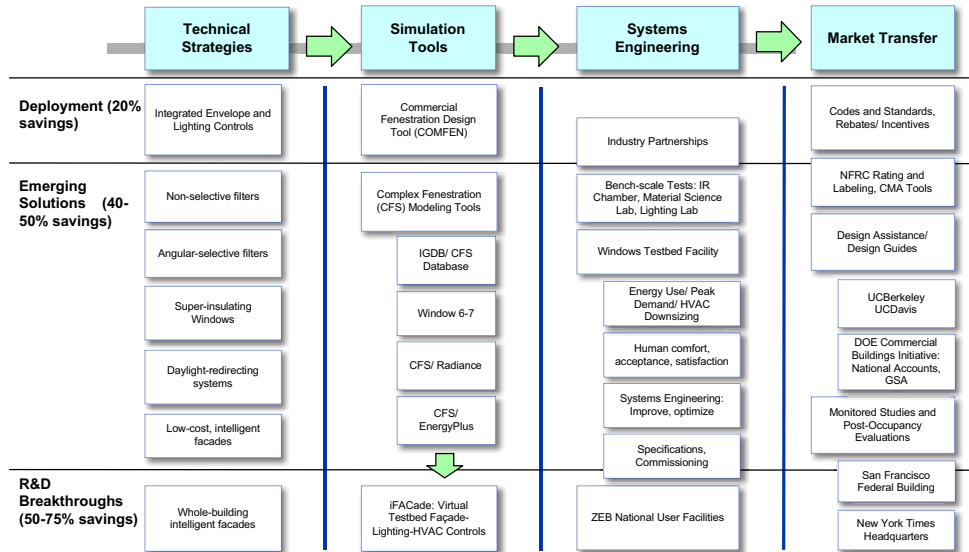 Technical
Strategies
Simulation
Tools
Systems
Engineering
Market Transfer
Deployment (20%
savings)
Integrated Envelope and
Lighting Controls
Commercial
Fenestration Design
Tool (COMFEN)
Industry Partnerships
Codes and Standards,
Rebates/ Incentives
Emerging
Solutions (40-
50% savings)
Non-selective filters
Angular-selective filters
Super-insulating
Windows
Daylight-redirecting
systems
Low-cost, intelligent
facades
Complex Fenestration
(CFS) Modeling Tools
IGDB/ CFS
Database
Window 6-7
CFS/ Radiance
CFS/
EnergyPlus
Bench-scale Tests: IR
Chamber, Material Science
Lab, Lighting Lab
Windows Testbed Facility
Energy Use/ Peak
Demand/ HVAC
Downsizing
Human comfort,
acceptance, satisfaction
Systems Engineering:
Improve, optimize
Specifications,
Commissioning
NFRC Rating and
Labeling, CMA Tools
Design Assistance/
Design Guides
UCBerkeley
UCDavis
DOE Commercial
Buildings Initiative:
National Accounts,
GSA
Monitored Studies and
Post-Occupancy
Evaluations
San Francisco
Federal Building
New York Times
Headquarters
R&D
Breakthroughs
(50-75% savings)
Whole-building
intelligent facades
iFACade: Virtual
Testbed Façade-
Lighting-HVAC Controls
ZEB National User Facilities